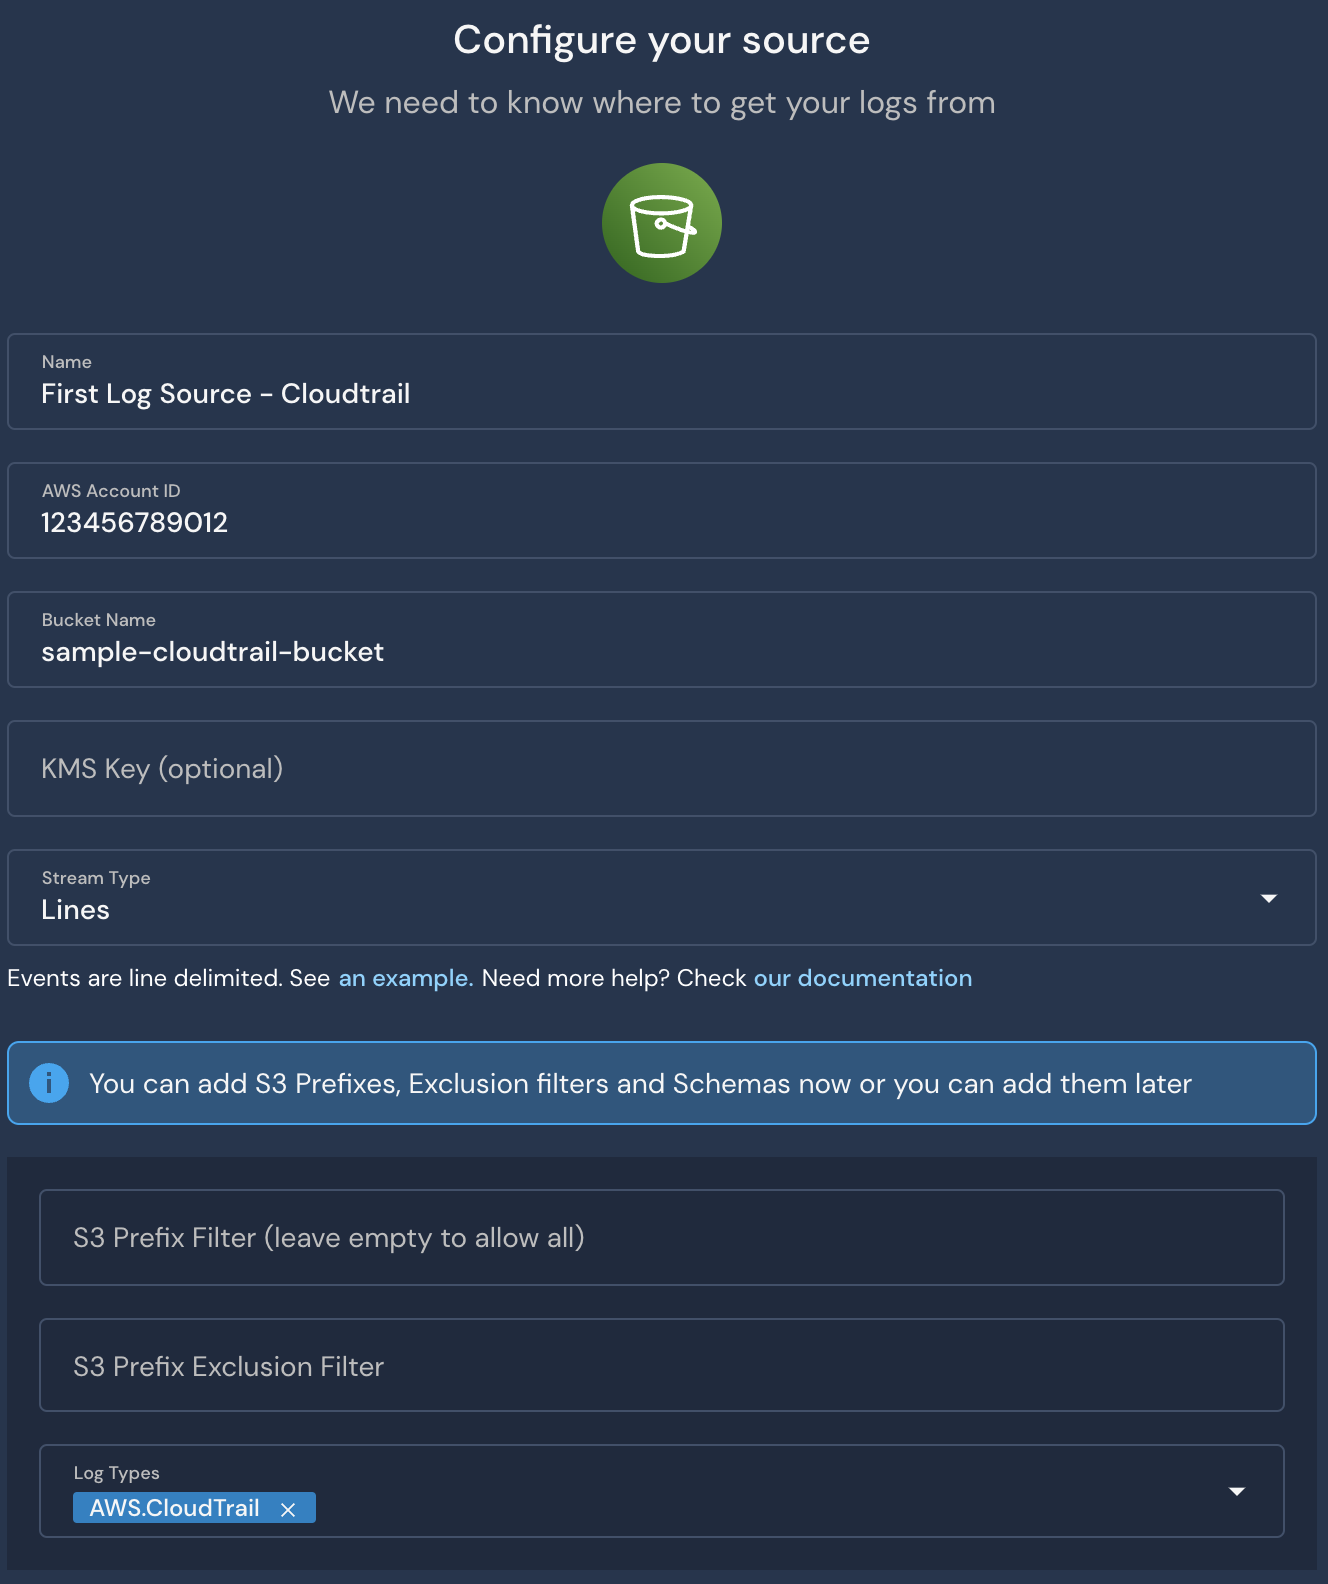 Configure your source
We need to know where to get your logs from
Name
First Log Source - Cloudtrail
AWS Account ID
123456789012
Bucket Name
sample-cloudtrail-bucket
KMS Key (optional)
Stream Type
Lines
Events are line delimited. See an example. Need more help? Check our documentation
You can add S3 Prefixes, Exclusion filters and Schemas now or you can add them later
S3 Prefix Filter (leave empty to allow all)
S3 Prefix Exclusion Filter
Log Types
AWS.CloudTrail